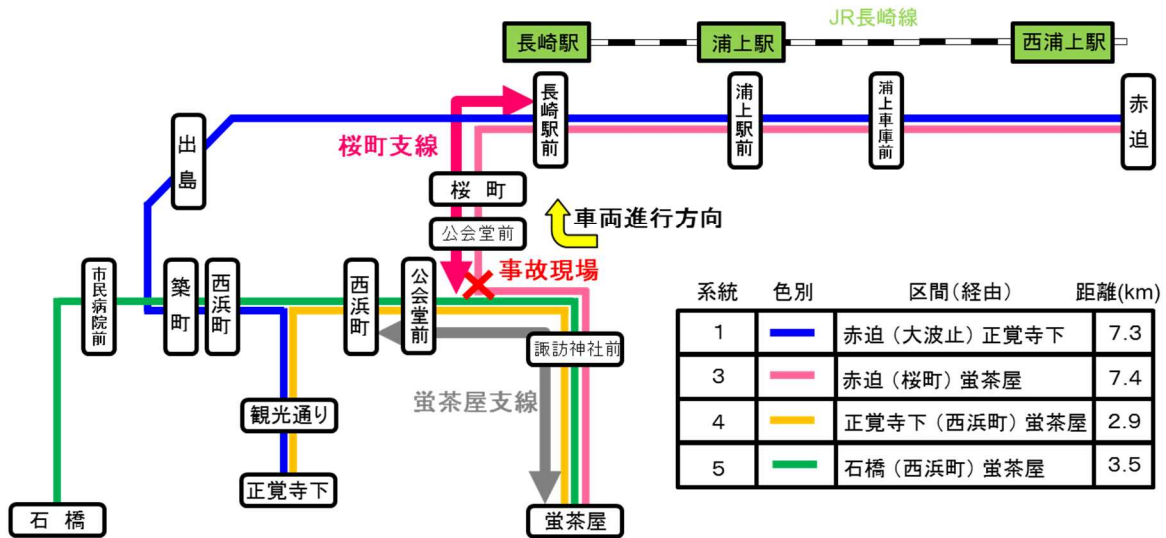 JR長崎線
長崎駅
浦上駅
西浦上駅
長崎駅前
浦上駅前
浦上車庫前
赤迫
出島
桜町支線
桜町
公会堂前
車両進行方向
事故現場
市民病院前
築町
西浜町
西浜町
公会堂前
諏訪神社前
蛍茶屋支線
観光通り
正覚寺下
石橋
蛍茶屋
系統 色別 区間(経由) 距離(km)
1 赤迫(大波止)正覚寺下 7.3
3 赤迫(桜町)蛍茶屋 7.4
4 正覚寺下(西浜町)蛍茶屋 2.9
5 石橋(西浜町)蛍茶屋 3.5